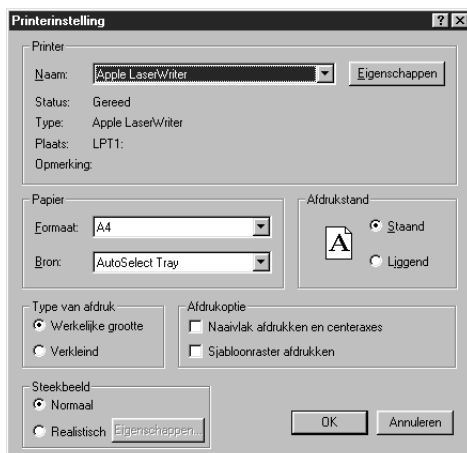 Printerinstelling
Printer
Naam: Apple LaserWriter Eigenschappen
Status: Gereed
Type: Apple LaserWriter
Plaats: LPT1:
Opmerking:
Papier
Formaat: A4
Bron: AutoSelect Tray
Afdrukstand
A
Staand
Liggend
Type van afdruk
Werkelijke grootte
Verkleind
Afdrukoptie
Naaivlak afdrukken en centeraxes
Sjabloonraster afdrukken
Steekbeeld
Normaal
Realistisch Eigenschappen...
OK Annuleren